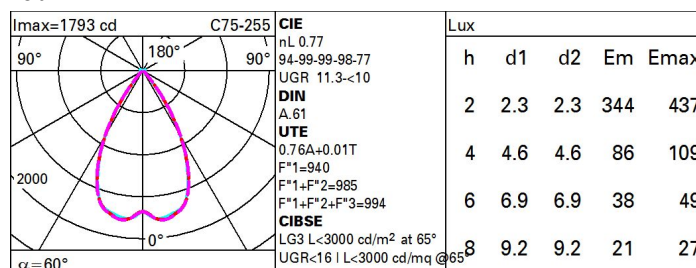 Imax=1793 cd C75-255
90° 180° 90°
2000
0°
α=60°
CIE
nL 0.77
94-99-99-98-77
UGR 11.3-<10
DIN
A.61
UTE
0.76A+0.01T
F"1=940
F"1+F"2=985
F"1+F"2+F"3=994
CIBSE
LG3 L<3000 cd/m² at 65°
UGR<16 | L<3000 cd/mq @65°
Lux
h d1 d2 Em Emax
2 2.3 2.3 344 437
4 4.6 4.6 86 109
6 6.9 6.9 38 49
8 9.2 9.2 21 27